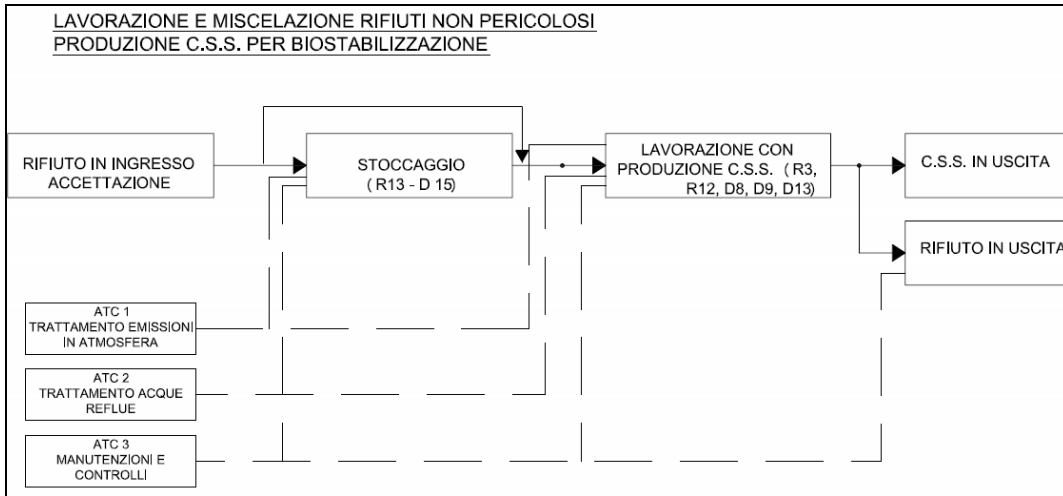 LAVORAZIONE E MISCELAZIONE RIFIUTI NON PERICOLOSI
PRODUZIONE C.S.S. PER BIOSTABILIZZAZIONE
RIFIUTO IN INGRESSO
ACCETTAZIONE
STOCCAGGIO
( R13 - D 15)
LAVORAZIONE CON
PRODUZIONE C.S.S. ( R3,
R12, D8, D9, D13)
C.S.S. IN USCITA
RIFIUTO IN USCITA
ATC 1
TRATTAMENTO EMISSIONI
IN ATMOSFERA
ATC 2
TRATTAMENTO ACQUE
REFLUE
ATC 3
MANUTENZIONI E
CONTROLLI